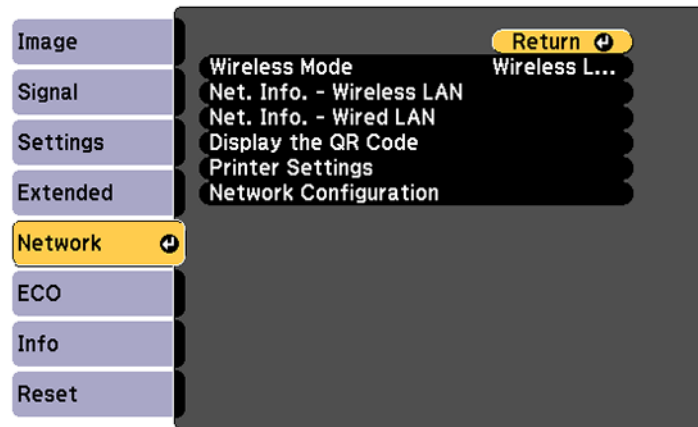 Image
Signal
Settings
Extended
Network
ECO
Info
Reset
Return
Wireless Mode Wireless L...
Net. Info. - Wireless LAN
Net. Info. - Wired LAN
Display the QR Code
Printer Settings
Network Configuration